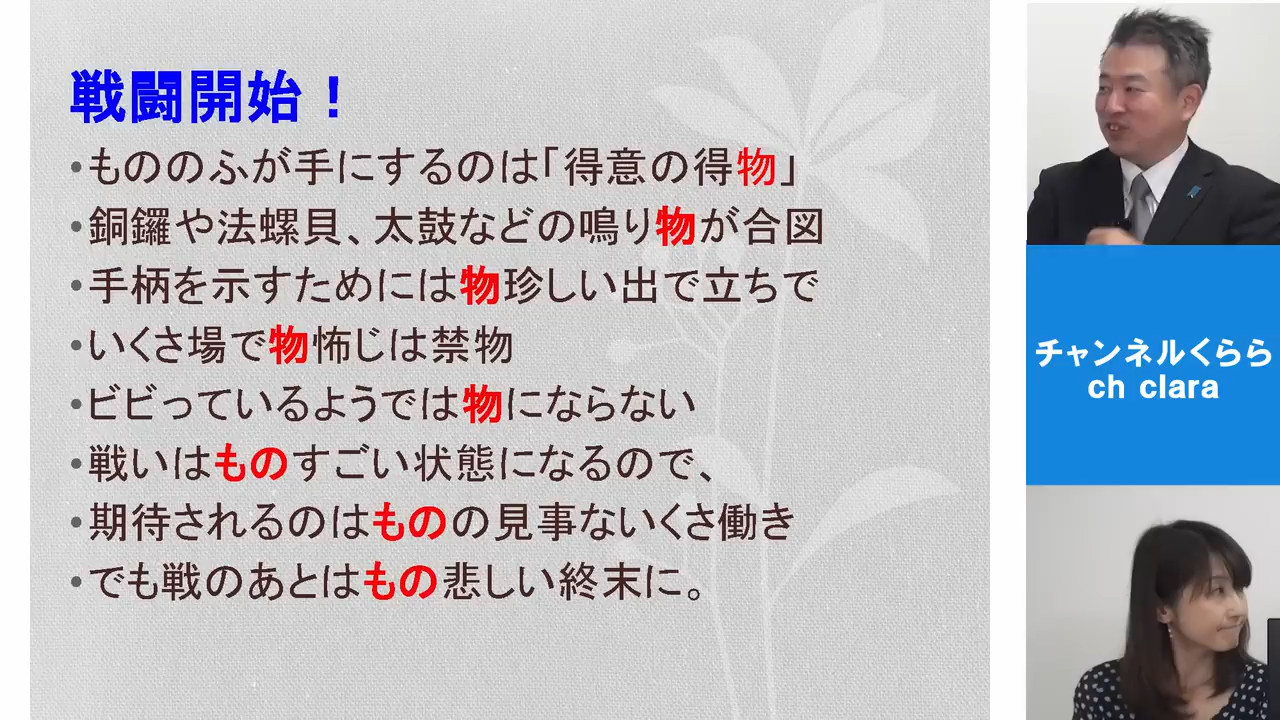 戦闘開始！
•もののふが手にするのは「得意の得物」
•銅鑼や法螺貝、太鼓などの鳴り物が合図
•手柄を示すためには物珍しい出で立ちで
•いくさ場で物怖じは禁物
•ビビっているようでは物にならない
•戦いはものすごい状態になるので、
•期待されるのはものの見事ないくさ働き
•でも戦のあとはもの悲しい終末に。
チャンネルくらら
ch clara